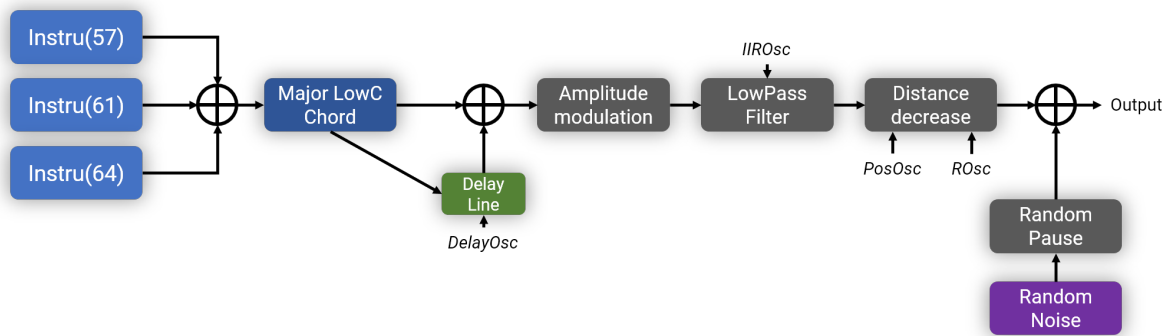 Instru(57)
Instru(61)
Instru(64)
Major LowC
Chord
Delay
Line
DelayOsc
Amplitude
modulation
IIROsc
LowPass
Filter
Distance
decrease
PosOsc
ROsc
Output
Random
Pause
Random
Noise